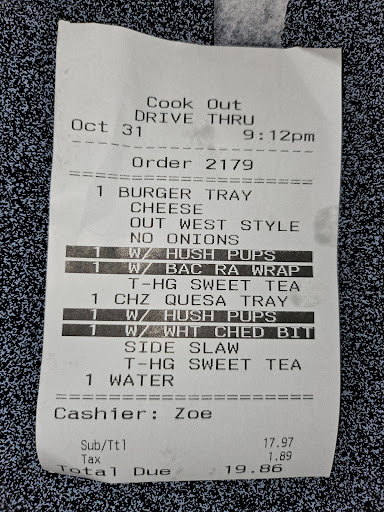 Cook Out
DRIVE THRU
Oct 31 9:12pm
Order 2179
1 BURGER TRAY
CHEESE
OUT WEST STYLE
NO ONIONS
1 W/ HUSH PUPS
1 W/ BAC RA WRAP
T-HG SWEET TEA
1 CHZ QUESA TRAY
1 W/ HUSH PUPS
1 W/ WHT CHED BIT
SIDE SLAW
T-HG SWEET TEA
1 WATER
Cashier: Zoe
Sub/Ttl 17.97
Tax 1.89
Total Due 19.86